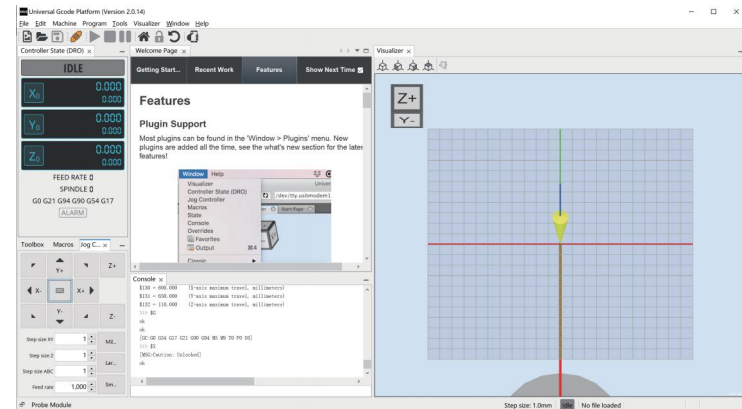 Universal Gcode Platform (Version 2.0.14)
File Edit Machine Program Tools Visualizer Window Help
Controller State (DRO) ×
IDLE
X0 0.000
0.000
Y0 0.000
0.000
Z0 0.000
0.000
FEED RATE 0
SPINDLE 0
G0 G21 G94 G90 G54 G17
ALARM
Toolbox Macros Jog C... ×
Y+
Z+
X-
X+
Y-
Z-
Step size XY 1
Mil...
Step size Z 1
Lar...
Step size ABC 1
Feed rate 1,000
Sm...
Welcome Page ×
Getting Start... Recent Work Features Show Next Time
Features
Plugin Support
Most plugins can be found in the 'Window > Plugins' menu. New
plugins are added all the time, see the what's new section for the lates
features!
Window Help
Visualizer
Controller State (DRO)
Jog Controller
Macros
State
Console
Overrides
Favorites
Output ⌘4
Classic
Univer
/dev/tty.usbmodem1
Start Page
Console ×
$130 = 600.000 (X-axis maximum travel, millimeters)
$131 = 600.000 (Y-axis maximum travel, millimeters)
$132 = 110.000 (Z-axis maximum travel, millimeters)
>>> $G
ok
ok
[GC:G0 G54 G17 G21 G90 G94 M5 M9 T0 F0 S0]
>>> $X
[MSG:Caution: Unlocked]
ok
Visualizer ×
Z+
Y-
Probe Module
Step size: 1.0mm Idle No file loaded